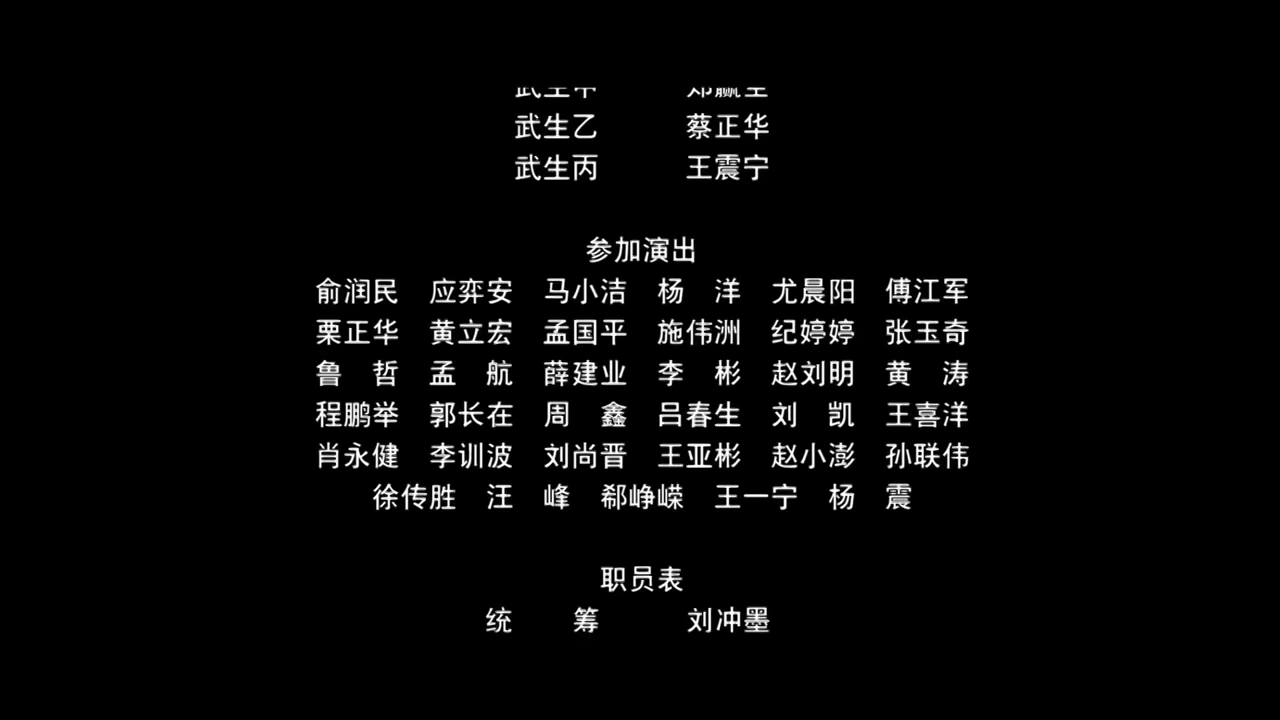 武生乙 蔡正华
武生丙 王震宁
参加演出
俞润民 应弈安 马小洁 杨 洋 尤晨阳 傅江军
栗正华 黄立宏 孟国平 施伟洲 纪婷婷 张玉奇
鲁 哲 孟 航 薛建业 李 彬 赵刘明 黄 涛
程鹏举 郭长在 周 鑫 吕春生 刘 凯 王喜洋
肖永健 李训波 刘尚晋 王亚彬 赵小澎 孙联伟
徐传胜 汪 峰 郗峥嵘 王一宁 杨 震
职员表
统 筹 刘冲墨